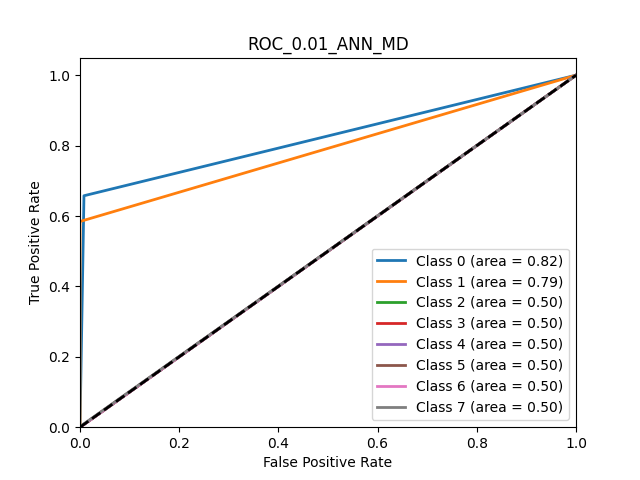 ROC_0.01_ANN_MD
True Positive Rate
1.0
0.8
0.6
0.4
0.2
0.0
0.0 0.2 0.4 0.6 0.8 1.0
False Positive Rate
Class 0 (area = 0.82)
Class 1 (area = 0.79)
Class 2 (area = 0.50)
Class 3 (area = 0.50)
Class 4 (area = 0.50)
Class 5 (area = 0.50)
Class 6 (area = 0.50)
Class 7 (area = 0.50)